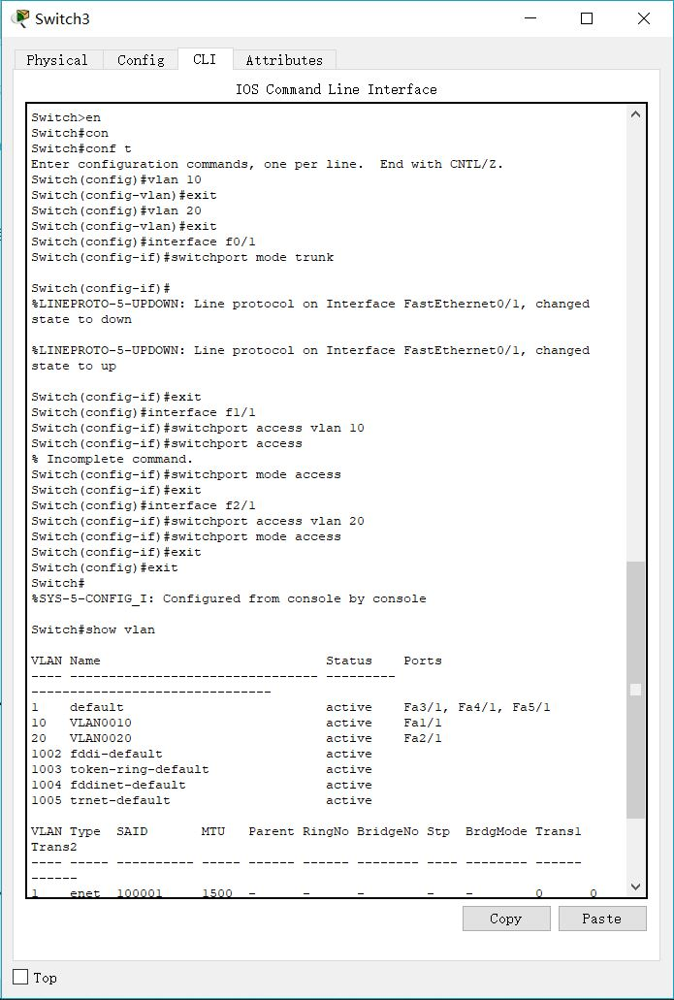 Switch3
Physical Config CLI Attributes
IOS Command Line Interface
Switch>en
Switch#con
Switch#conf t
Enter configuration commands, one per line.  End with CNTL/Z.
Switch(config)#vlan 10
Switch(config-vlan)#exit
Switch(config)#vlan 20
Switch(config-vlan)#exit
Switch(config)#interface f0/1
Switch(config-if)#switchport mode trunk
Switch(config-if)#
%LINEPROTO-5-UPDOWN: Line protocol on Interface FastEthernet0/1, changed
state to down
%LINEPROTO-5-UPDOWN: Line protocol on Interface FastEthernet0/1, changed
state to up
Switch(config-if)#exit
Switch(config)#interface f1/1
Switch(config-if)#switchport access vlan 10
Switch(config-if)#switchport access
% Incomplete command.
Switch(config-if)#switchport mode access
Switch(config-if)#exit
Switch(config)#interface f2/1
Switch(config-if)#switchport access vlan 20
Switch(config-if)#switchport mode access
Switch(config-if)#exit
Switch(config)#exit
Switch#
%SYS-5-CONFIG_I: Configured from console by console
Switch#show vlan
VLAN Name                             Status    Ports
---- -------------------------------- ---------
-------------------------------
1    default                          active    Fa3/1, Fa4/1, Fa5/1
10   VLAN0010                         active    Fa1/1
20   VLAN0020                         active    Fa2/1
1002 fddi-default                     active
1003 token-ring-default               active
1004 fddinet-default                  active
1005 trnet-default                    active
VLAN Type  SAID       MTU   Parent RingNo BridgeNo Stp  BrdgMode Trans1
Trans2
---- ----- ---------- ----- ------ ------ -------- ---- -------- ------
------
1    enet  100001     1500  -      -      -        -    -        0      0
Copy Paste
Top